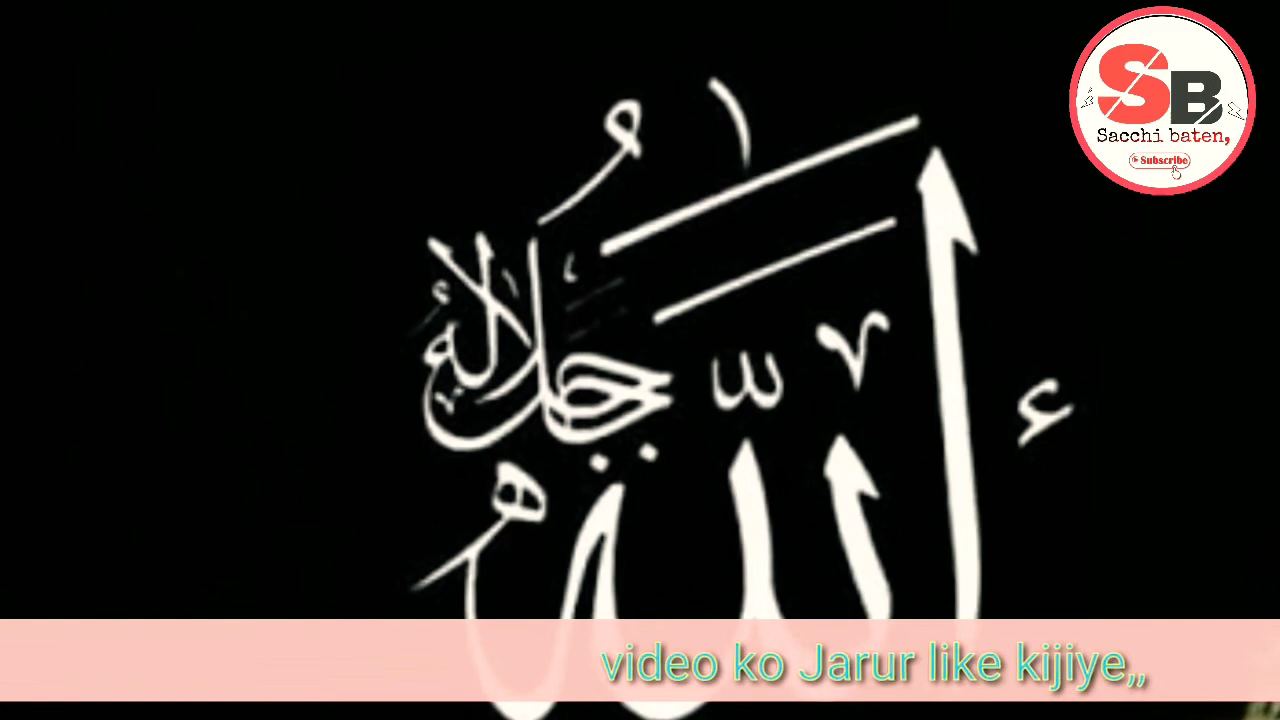 SB
Sacchi baten,
Subscribe
جل جلاله
الله
video ko Jarur like kijiye,,